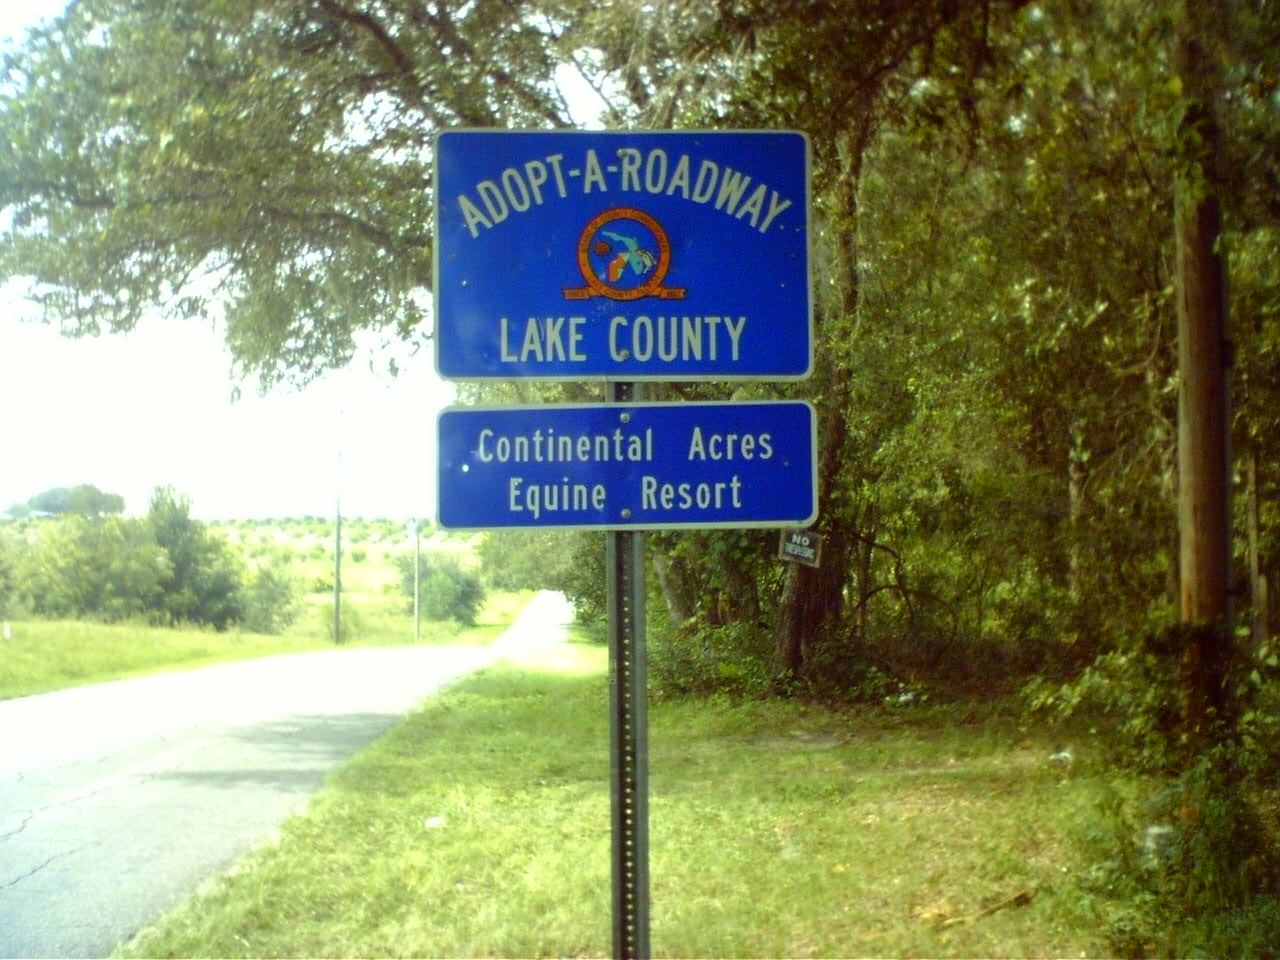 ADOPT-A-ROADWAY
LAKE COUNTY
Continental Acres
Equine Resort
NO
TRESPASSING